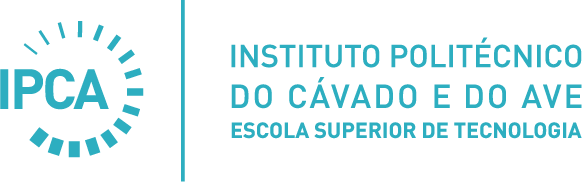 IPCA
INSTITUTO POLITÉCNICO
DO CÁVADO E DO AVE
ESCOLA SUPERIOR DE TECNOLOGIA